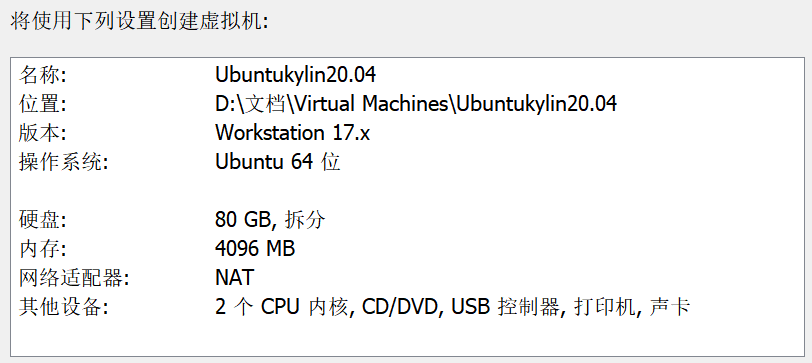 将使用下列设置创建虚拟机:
名称: Ubuntukylin20.04
位置: D:\文档\Virtual Machines\Ubuntukylin20.04
版本: Workstation 17.x
操作系统: Ubuntu 64 位
硬盘: 80 GB, 拆分
内存: 4096 MB
网络适配器: NAT
其他设备: 2 个 CPU 内核, CD/DVD, USB 控制器, 打印机, 声卡